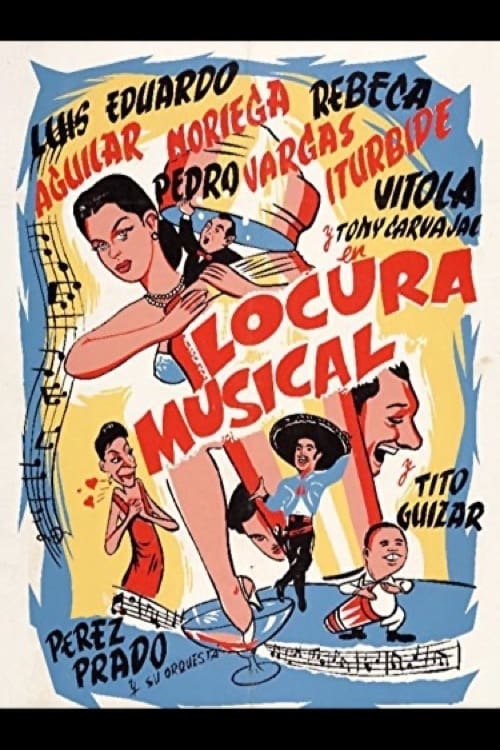 LUIS EDUARDO REBECA
AGUILAR NORIEGA ITURBIDE
PEDRO VARGAS
VITOLA
y TONY CARVAJAL
en
LOCURA
MUSICAL
y
TITO
GUIZAR
PEREZ
PRADO
y SU ORQUESTA